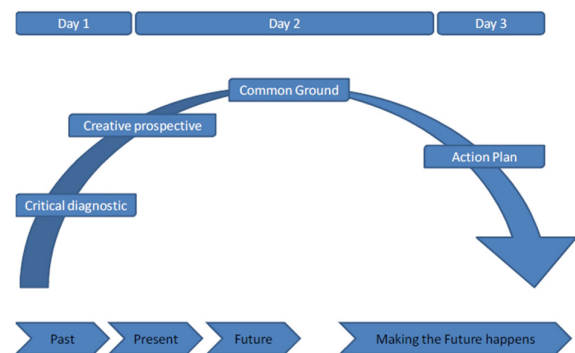 Day 1
Day 2
Day 3
Common Ground
Creative prospective
Action Plan
Critical diagnostic
Past
Present
Future
Making the Future happens